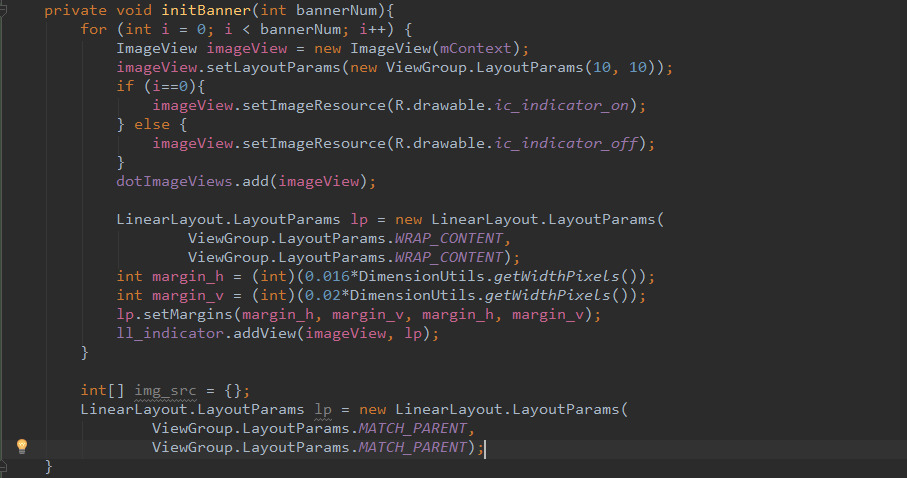 private void initBanner(int bannerNum){
for (int i = 0; i < bannerNum; i++) {
ImageView imageView = new ImageView(mContext);
imageView.setLayoutParams(new ViewGroup.LayoutParams(10, 10));
if (i==0){
imageView.setImageResource(R.drawable.ic_indicator_on);
} else {
imageView.setImageResource(R.drawable.ic_indicator_off);
}
dotImageViews.add(imageView);
LinearLayout.LayoutParams lp = new LinearLayout.LayoutParams(
ViewGroup.LayoutParams.WRAP_CONTENT,
ViewGroup.LayoutParams.WRAP_CONTENT);
int margin_h = (int)(0.016*DimensionUtils.getWidthPixels());
int margin_v = (int)(0.02*DimensionUtils.getWidthPixels());
lp.setMargins(margin_h, margin_v, margin_h, margin_v);
ll_indicator.addView(imageView, lp);
}
int[] img_src = {};
LinearLayout.LayoutParams lp = new LinearLayout.LayoutParams(
ViewGroup.LayoutParams.MATCH_PARENT,
ViewGroup.LayoutParams.MATCH_PARENT);
}